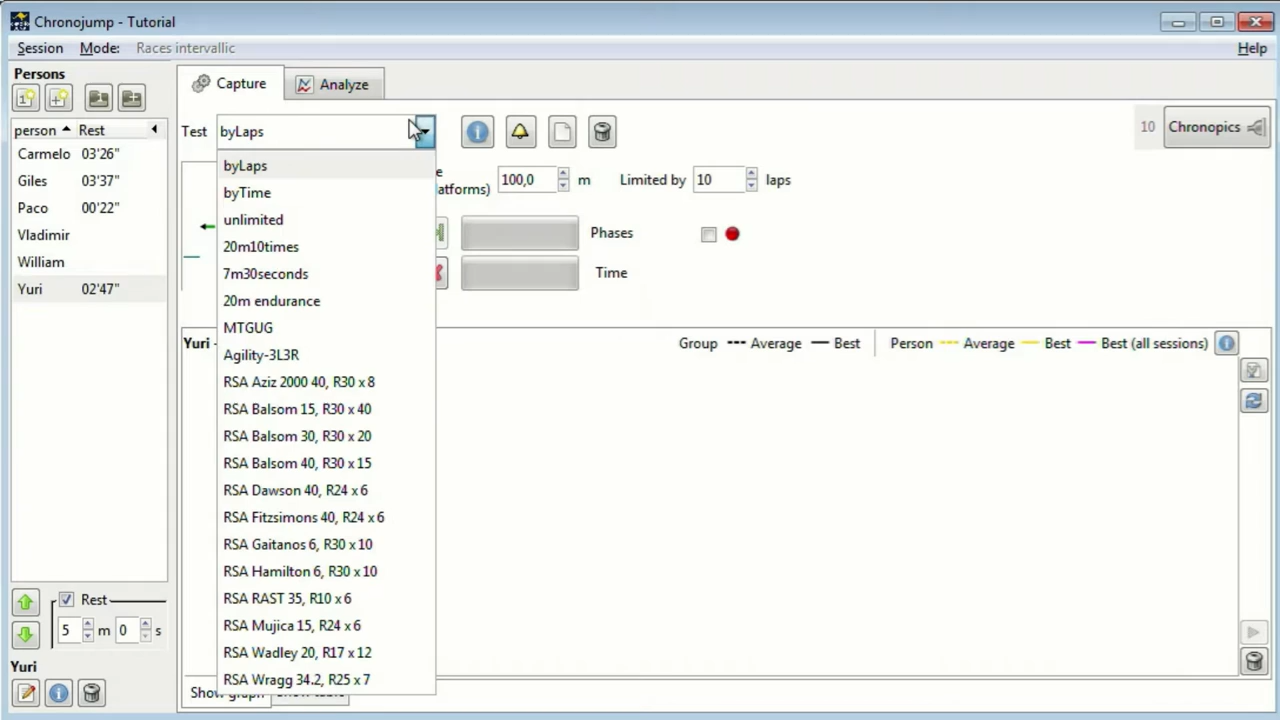 Chronojump - Tutorial
Session Mode: Races intervallic Help
Persons
Capture Analyze
person Rest
Carmelo 03'26"
Giles 03'37"
Paco 00'22"
Vladimir
William
Yuri 02'47"
Test byLaps
10 Chronopics
byLaps
byTime
unlimited
20m10times
7m30seconds
20m endurance
MTGUG
Agility-3L3R
RSA Aziz 2000 40, R30 x 8
RSA Balsom 15, R30 x 40
RSA Balsom 30, R30 x 20
RSA Balsom 40, R30 x 15
RSA Dawson 40, R24 x 6
RSA Fitzsimons 40, R24 x 6
RSA Gaitanos 6, R30 x 10
RSA Hamilton 6, R30 x 10
RSA RAST 35, R10 x 6
RSA Mujica 15, R24 x 6
RSA Wadley 20, R17 x 12
RSA Wragg 34.2, R25 x 7
100,0 m Limited by 10 laps
Phases
Time
Yuri -
Group Average Best Person Average Best Best (all sessions)
Rest
5 m 0 s
Yuri
Show graph